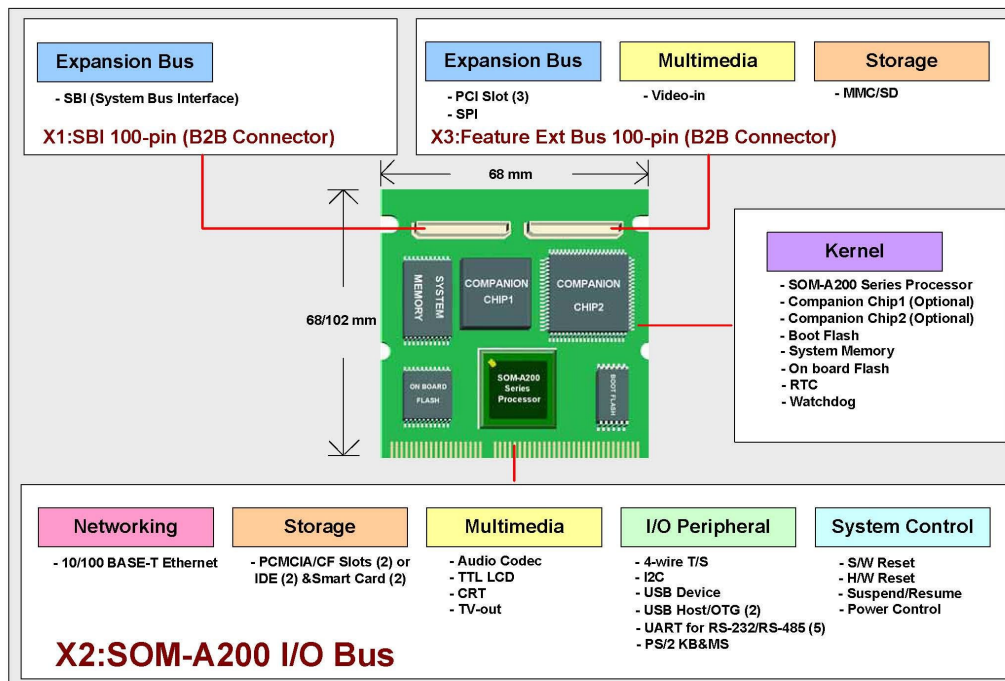 Expansion Bus
- SBI (System Bus Interface)
X1:SBI 100-pin (B2B Connector)
Expansion Bus
- PCI Slot (3)
- SPI
Multimedia
- Video-in
Storage
- MMC/SD
X3:Feature Ext Bus 100-pin (B2B Connector)
68 mm
68/102 mm
SYSTEM
MEMORY
COMPANION
CHIP1
COMPANION
CHIP2
ON BOARD
FLASH
SOM-A200
Series
Processor
BOOT FLASH
Kernel
- SOM-A200 Series Processor
- Companion Chip1 (Optional)
- Companion Chip2 (Optional)
- Boot Flash
- System Memory
- On board Flash
- RTC
- Watchdog
Networking
- 10/100 BASE-T Ethernet
Storage
- PCMCIA/CF Slots (2) or
IDE (2) &Smart Card (2)
Multimedia
- Audio Codec
- TTL LCD
- CRT
- TV-out
I/O Peripheral
- 4-wire T/S
- I2C
- USB Device
- USB Host/OTG (2)
- UART for RS-232/RS-485 (5)
- PS/2 KB&MS
System Control
- S/W Reset
- H/W Reset
- Suspend/Resume
- Power Control
X2:SOM-A200 I/O Bus